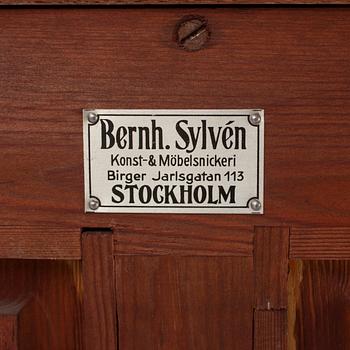 Bernh. Sylvén
Konst-& Möbelsnickeri
Birger Jarlsgatan 113
STOCKHOLM